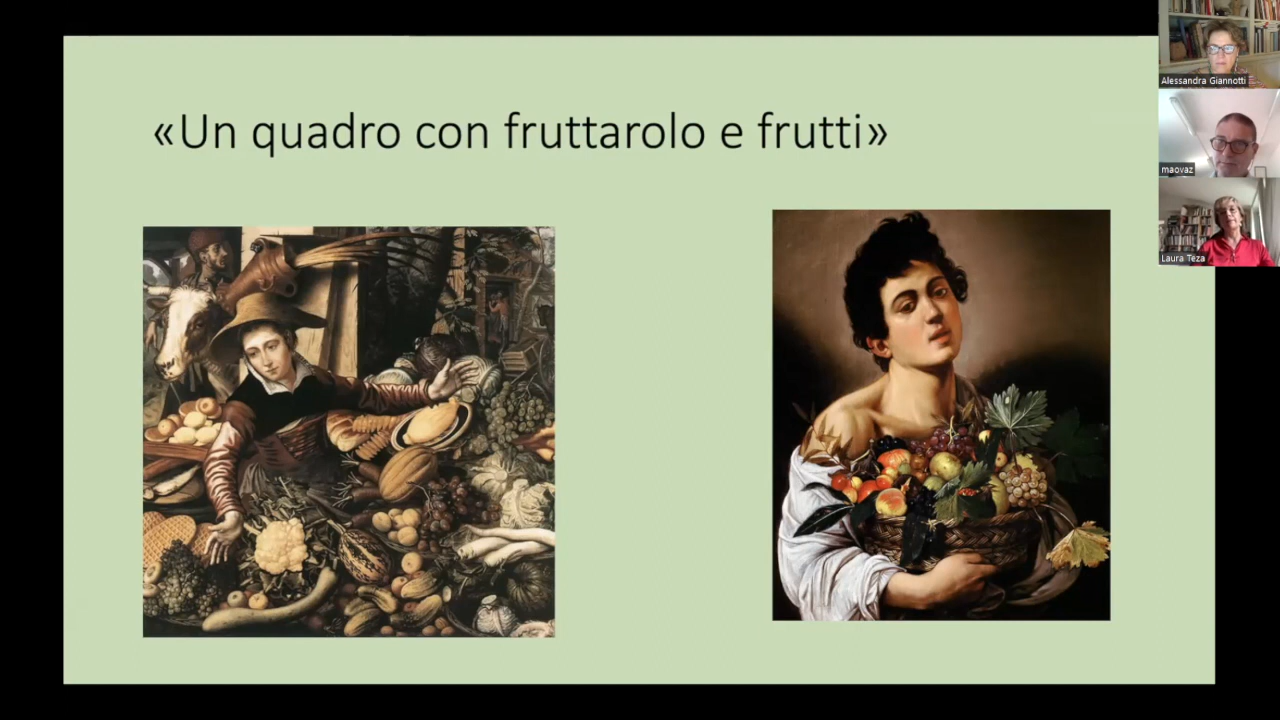 «Un quadro con fruttarolo e frutti»
Alessandra Giannotti
maovaz
Laura Teza